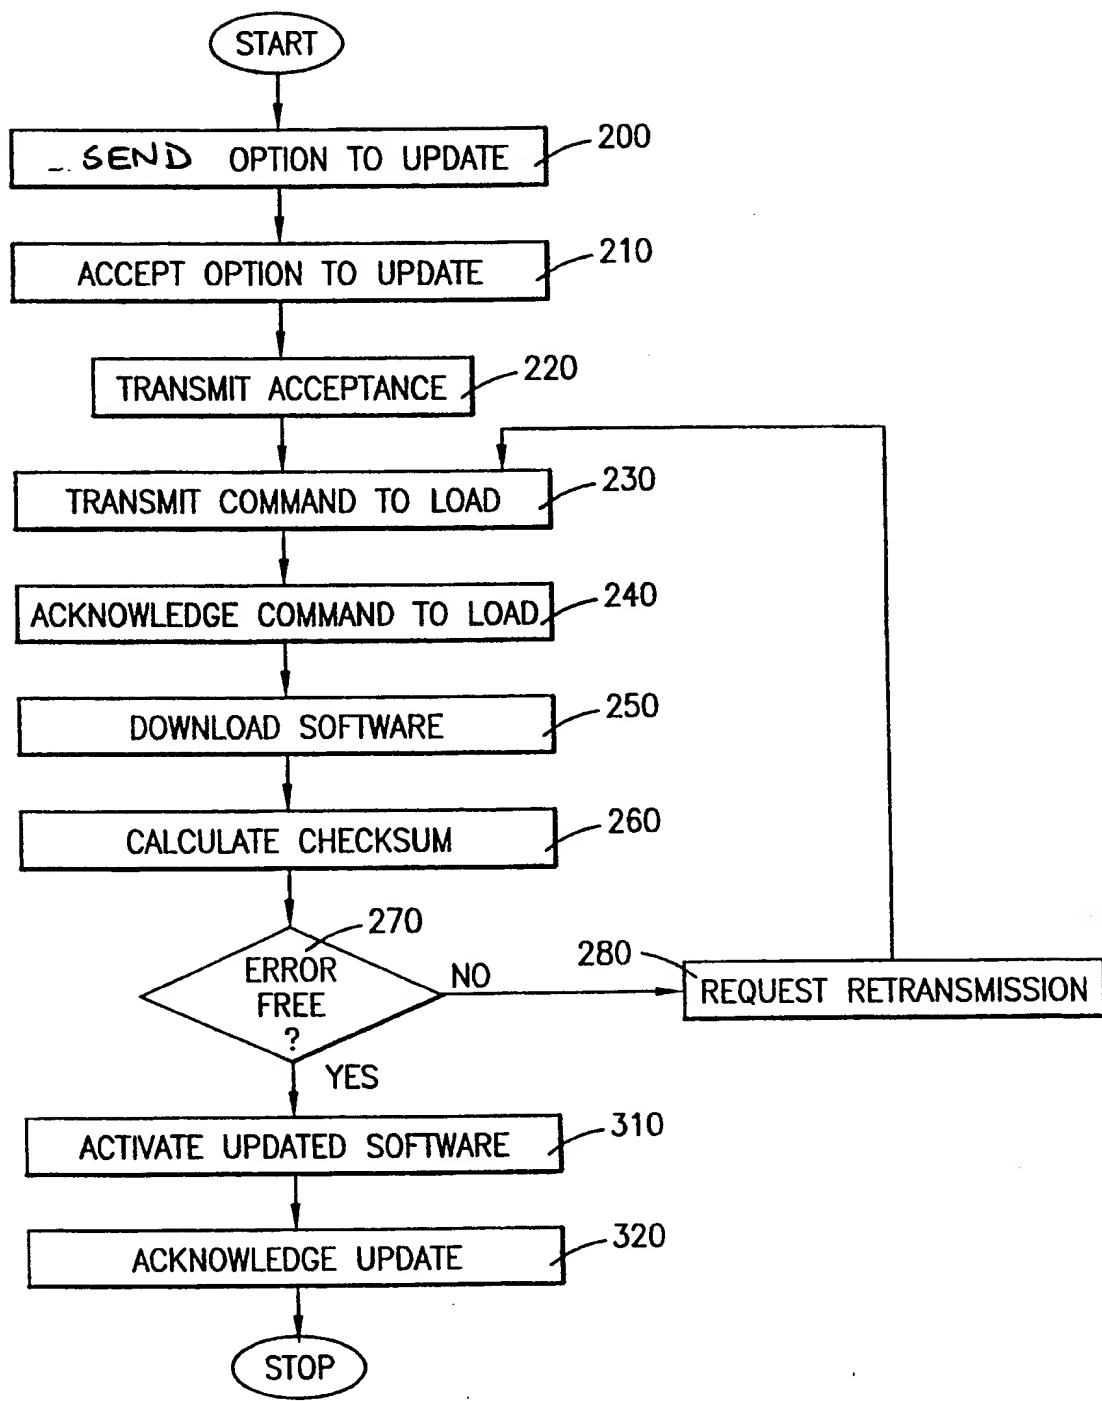 START
SEND OPTION TO UPDATE
200
ACCEPT OPTION TO UPDATE
210
TRANSMIT ACCEPTANCE
220
TRANSMIT COMMAND TO LOAD
230
ACKNOWLEDGE COMMAND TO LOAD
240
DOWNLOAD SOFTWARE
250
CALCULATE CHECKSUM
260
270
ERROR
FREE
?
NO
280
REQUEST RETRANSMISSION
YES
ACTIVATE UPDATED SOFTWARE
310
ACKNOWLEDGE UPDATE
320
STOP